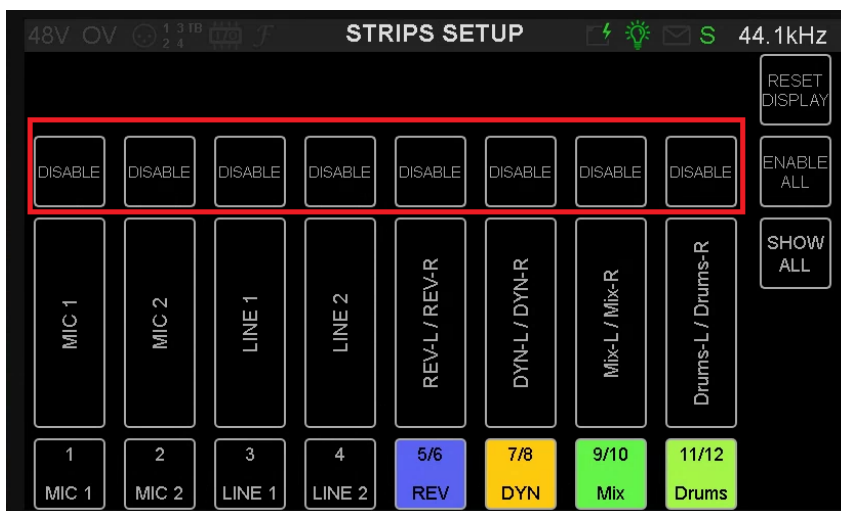 48V OV 1 3 TB 2 4 F STRIPS SETUP S 44.1kHz
RESET
DISPLAY
DISABLE DISABLE DISABLE DISABLE DISABLE DISABLE DISABLE DISABLE
ENABLE
ALL
SHOW
ALL
MIC 1
MIC 2
LINE 1
LINE 2
REV-L / REV-R
DYN-L / DYN-R
Mix-L / Mix-R
Drums-L / Drums-R
1 2 3 4 5/6 7/8 9/10 11/12
MIC 1 MIC 2 LINE 1 LINE 2 REV DYN Mix Drums